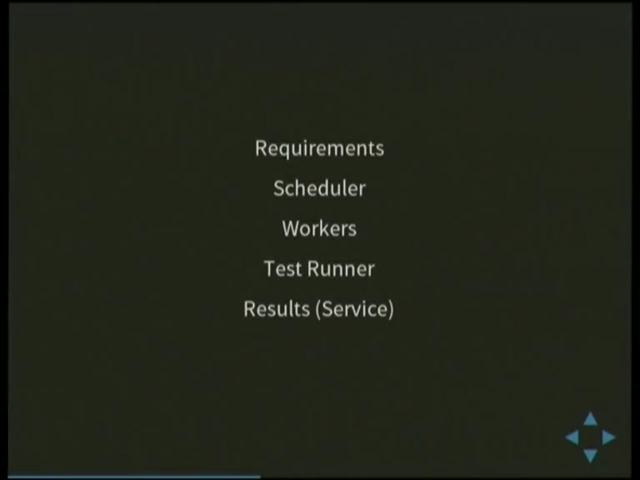 Requirements
Scheduler
Workers
Test Runner
Results (Service)